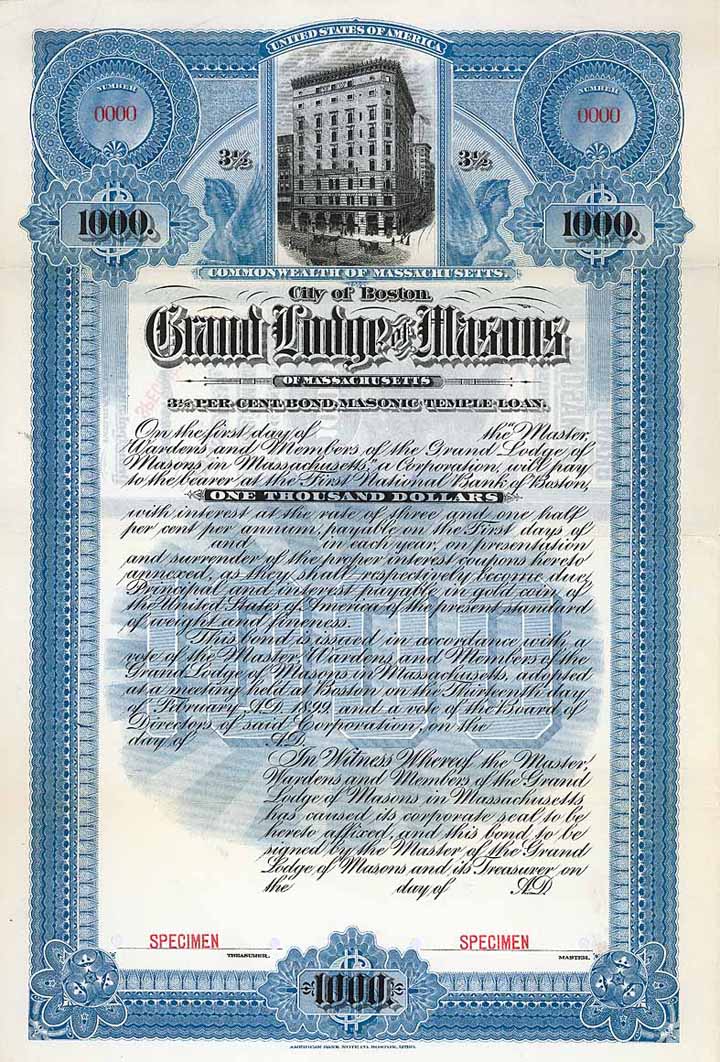 UNITED STATES OF AMERICA
NUMBER
0000
NUMBER
0000
3½
3½
1000.
1000.
COMMONWEALTH OF MASSACHUSETTS.
City of Boston.
Grand Lodge of Masons
OF MASSACHUSETTS
3½ PER CENT. BOND, MASONIC TEMPLE LOAN.
On the first day of the "Master,
Wardens and Members of the Grand Lodge of
Masons in Massachusetts," a Corporation, will pay
to the bearer at the First National Bank of Boston,
ONE THOUSAND DOLLARS
with interest at the rate of three and one half
per cent per annum, payable on the First days of
and in each year, on presentation
and surrender of the proper interest coupons hereto
annexed, as they shall respectively become due,
Principal and interest payable in gold coin of
the United States of America of the present standard
of weight and fineness.
This bond is issued in accordance with a
vote of the Master, Wardens and Members of the
Grand Lodge of Masons in Massachusetts, adopted
at a meeting held at Boston on the Thirteenth day
of February A.D. 1899, and a vote of the Board of
Directors of said Corporation, on the
day of A.D.
In Witness Whereof the Master,
Wardens and Members of the Grand
Lodge of Masons in Massachusetts
has caused its corporate seal to be
hereto affixed, and this bond to be
signed by the Master of the Grand
Lodge of Masons and its Treasurer on
the day of A.D.
1000
SPECIMEN
TREASURER.
SPECIMEN
MASTER.
1000.
AMERICAN BANK NOTE CO. BOSTON,